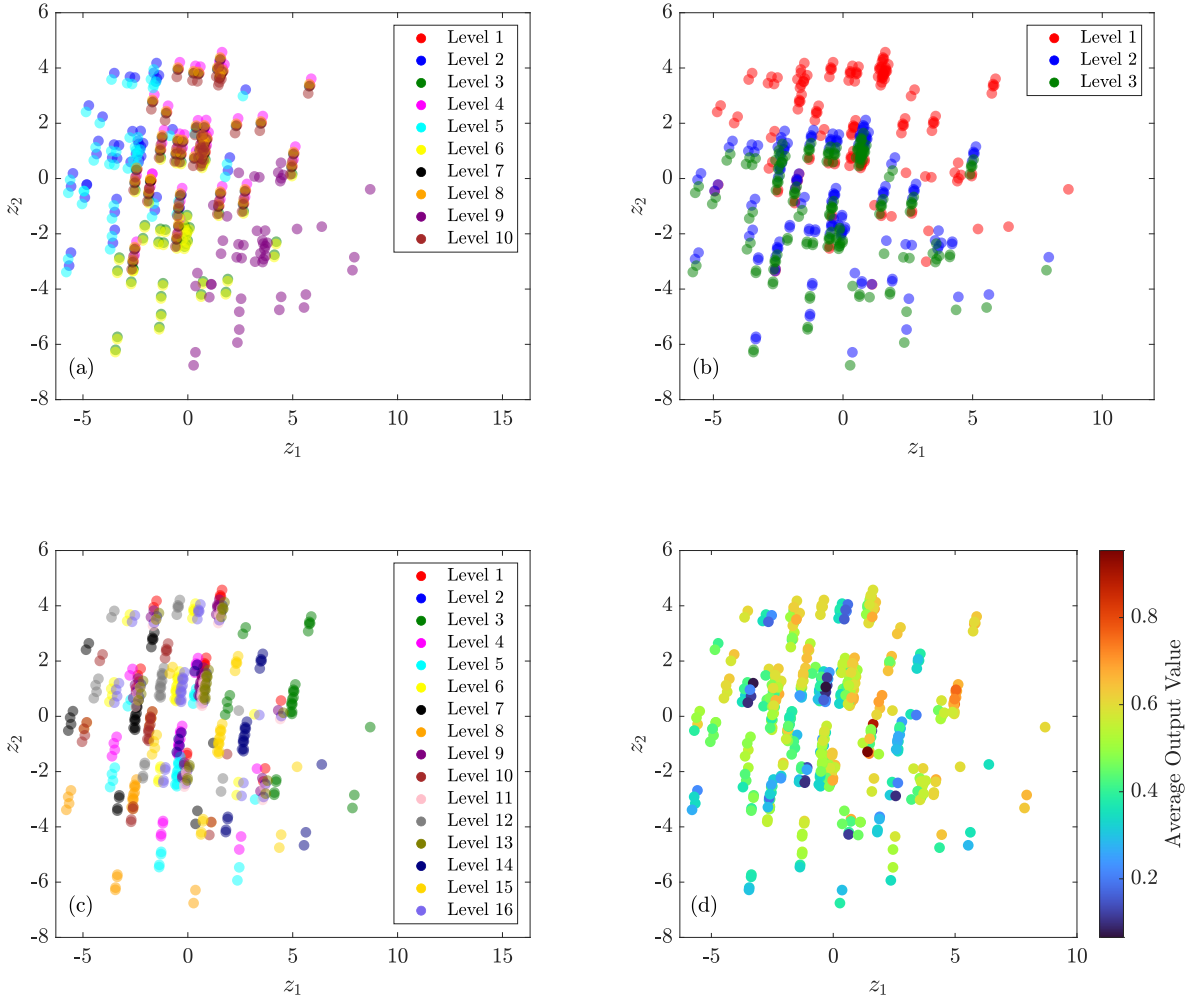 6
4
2
0
-2
-4
-6
-8
z₂
-5
0
5
10
15
z₁
(a)
Level 1
Level 2
Level 3
Level 4
Level 5
Level 6
Level 7
Level 8
Level 9
Level 10
6
4
2
0
-2
-4
-6
-8
z₂
-5
0
5
10
z₁
(b)
Level 1
Level 2
Level 3
6
4
2
0
-2
-4
-6
-8
z₂
-5
0
5
10
15
z₁
(c)
Level 1
Level 2
Level 3
Level 4
Level 5
Level 6
Level 7
Level 8
Level 9
Level 10
Level 11
Level 12
Level 13
Level 14
Level 15
Level 16
6
4
2
0
-2
-4
-6
-8
z₂
-5
0
5
10
z₁
(d)
0.8
0.6
0.4
0.2
Average Output Value